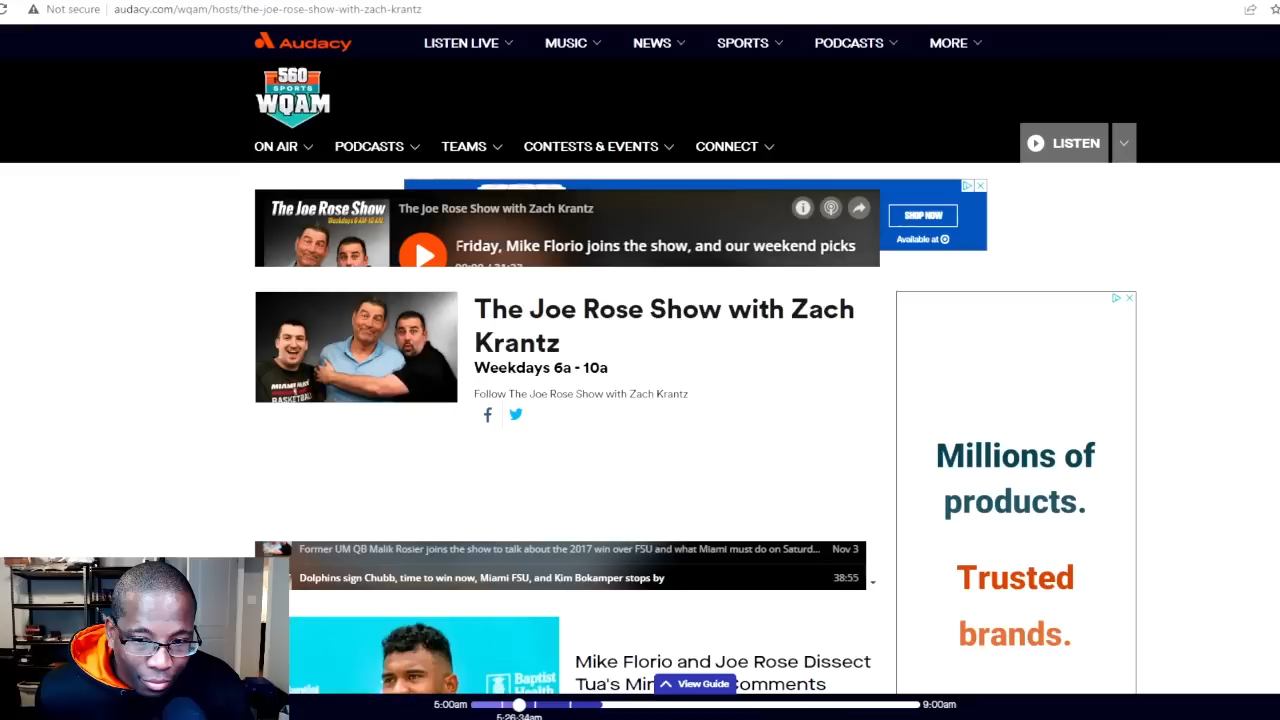 Not secure
audacy.com/wqam/hosts/the-joe-rose-show-with-zach-krantz
Audacy
LISTEN LIVE
MUSIC
NEWS
SPORTS
PODCASTS
MORE
560
SPORTS
WQAM
ON AIR
PODCASTS
TEAMS
CONTESTS & EVENTS
CONNECT
LISTEN
The Joe Rose Show
The Joe Rose Show with Zach Krantz
Friday, Mike Florio joins the show, and our weekend picks
SHOP NOW
Available at
The Joe Rose Show with Zach
Krantz
Weekdays 6a - 10a
Follow The Joe Rose Show with Zach Krantz
MIAMI
BASKETBALL
Millions of
products.
Trusted
brands.
Former UM QB Malik Rosier joins the show to talk about the 2017 win over FSU and what Miami must do on Saturd... Nov 3
Dolphins sign Chubb, time to win now, Miami FSU, and Kim Bokamper stops by 38:55
Baptist
Health
Mike Florio and Joe Rose Dissect
Tua's comments
View Guide
5:00am
9:00am
5:26:34am